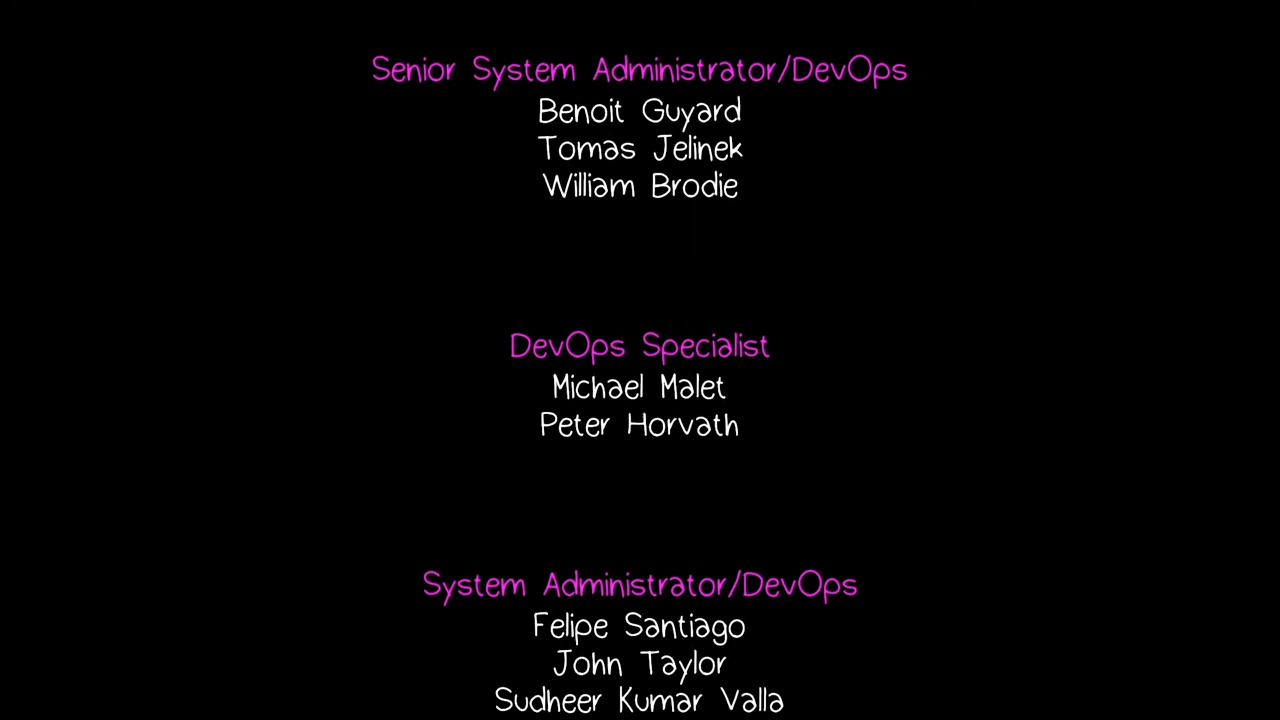 Senior System Administrator/DevOps
Benoit Guyard
Tomas Jelinek
William Brodie
DevOps Specialist
Michael Malet
Peter Horvath
System Administrator/DevOps
Felipe Santiago
John Taylor
Sudheer Kumar Valla